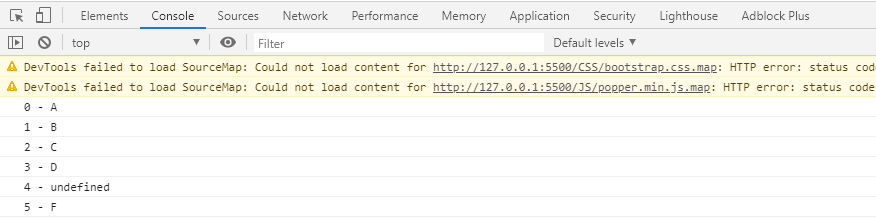 Elements Console Sources Network Performance Memory Application Security Lighthouse Adblock Plus
top Filter Default levels
DevTools failed to load SourceMap: Could not load content for http://127.0.0.1:5500/CSS/bootstrap.css.map: HTTP error: status code
DevTools failed to load SourceMap: Could not load content for http://127.0.0.1:5500/JS/popper.min.js.map: HTTP error: status code
0 - A
1 - B
2 - C
3 - D
4 - undefined
5 - F